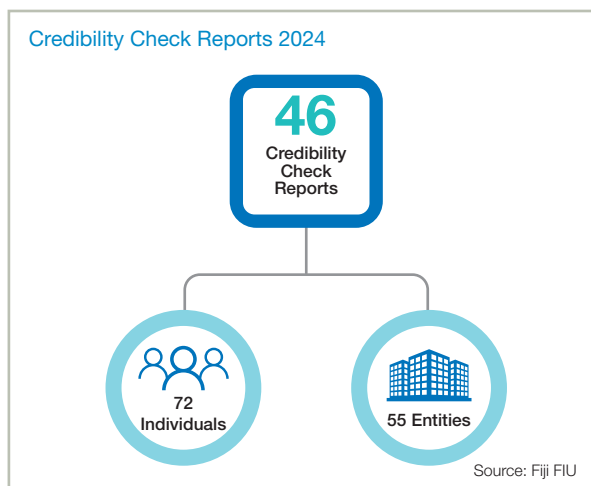 Credibility Check Reports 2024
46
Credibility
Check
Reports
72
Individuals
55 Entities
Source: Fiji FIU